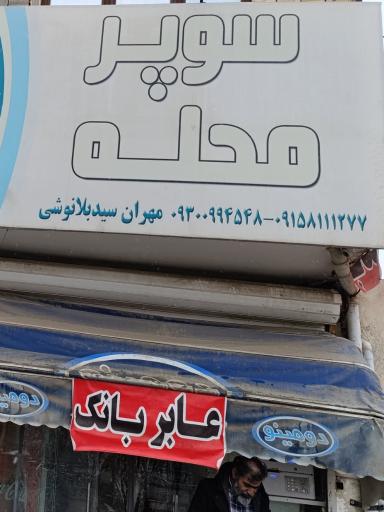 سوپر
محله
۰۹۱۵۸۱۱۱۲۷۷-۰۹۳۰۰۹۹۴۵۴۸ مهران سیدبلانوشی
عابر بانک
دومینو
دومینو